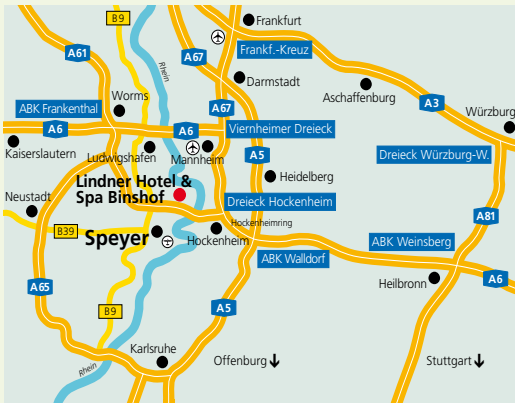 B9
Frankfurt
Rhein
A67
Frankf.-Kreuz
A61
Darmstadt
Aschaffenburg
Worms
A67
A3
ABK Frankenthal
Würzburg
A6
A6
Viernheimer Dreieck
Kaiserslautern
Ludwigshafen
Mannheim
A5
Dreieck Würzburg-W.
Lindner Hotel &
Spa Binshof
Heidelberg
Neustadt
Dreieck Hockenheim
A81
Hockenheimring
B39
Speyer
Hockenheim
ABK Weinsberg
ABK Walldorf
A65
Heilbronn
A6
A5
B9
Karlsruhe
Offenburg
Stuttgart
Rhein